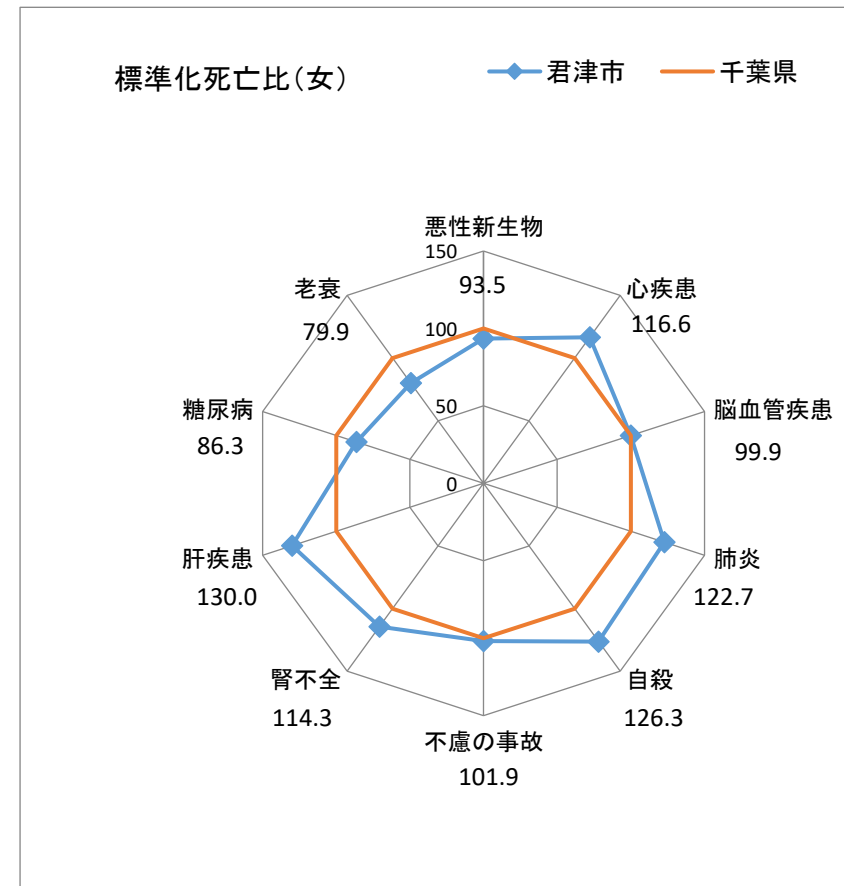 標準化死亡比(女)
君津市
千葉県
悪性新生物
93.5
心疾患
116.6
脳血管疾患
99.9
肺炎
122.7
自殺
126.3
不慮の事故
101.9
腎不全
114.3
肝疾患
130.0
糖尿病
86.3
老衰
79.9
150
100
50
0